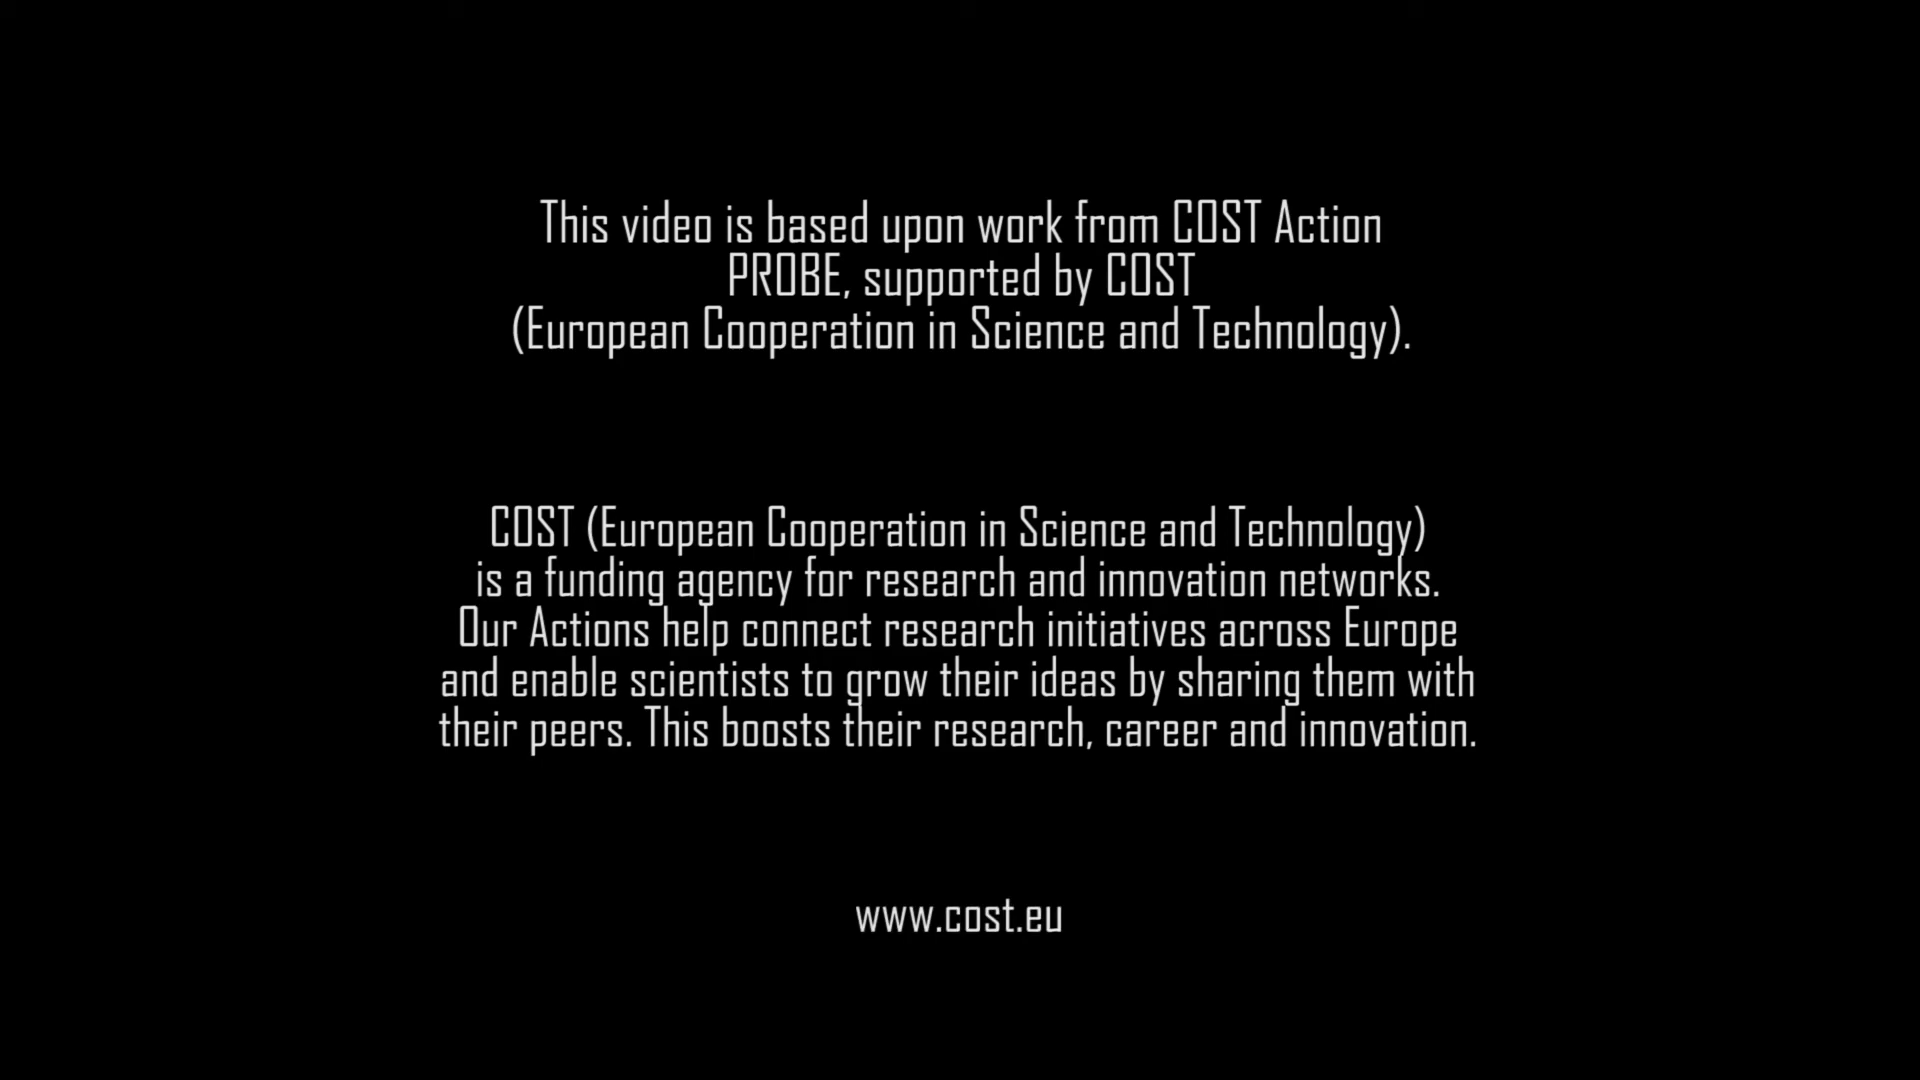 This video is based upon work from COST Action
PROBE, supported by COST
(European Cooperation in Science and Technology).
COST (European Cooperation in Science and Technology)
is a funding agency for research and innovation networks.
Our Actions help connect research initiatives across Europe
and enable scientists to grow their ideas by sharing them with
their peers. This boosts their research, career and innovation.
www.cost.eu